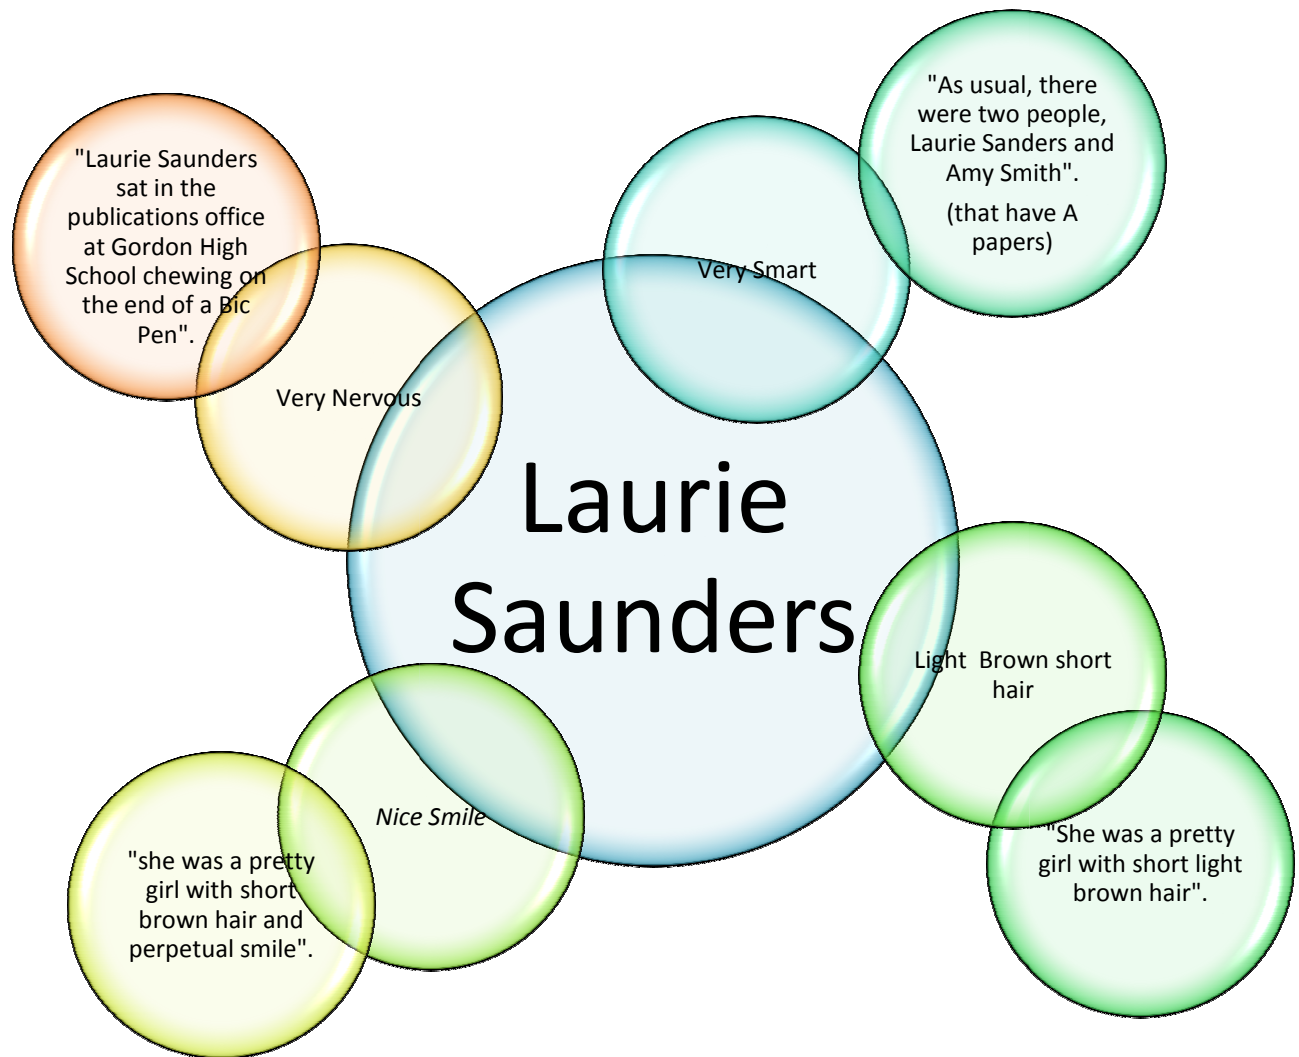 "As usual, there
were two people,
Laurie Sanders and
Amy Smith".
(that have A
papers)
"Laurie Saunders
sat in the
publications office
at Gordon High
School chewing on
the end of a Bic
Pen".
Very Smart
Very Nervous
Laurie
Saunders
Light  Brown short
hair
Nice Smile
"She was a pretty
girl with short light
brown hair".
"she was a pretty
girl with short
brown hair and
perpetual smile".